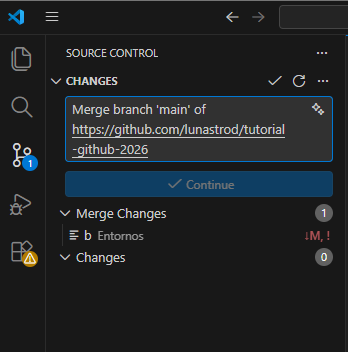 SOURCE CONTROL
CHANGES
Merge branch 'main' of
https://github.com/lunastrod/tutorial
-github-2026
Continue
Merge Changes 1
b Entornos ↓M, !
Changes 0
1